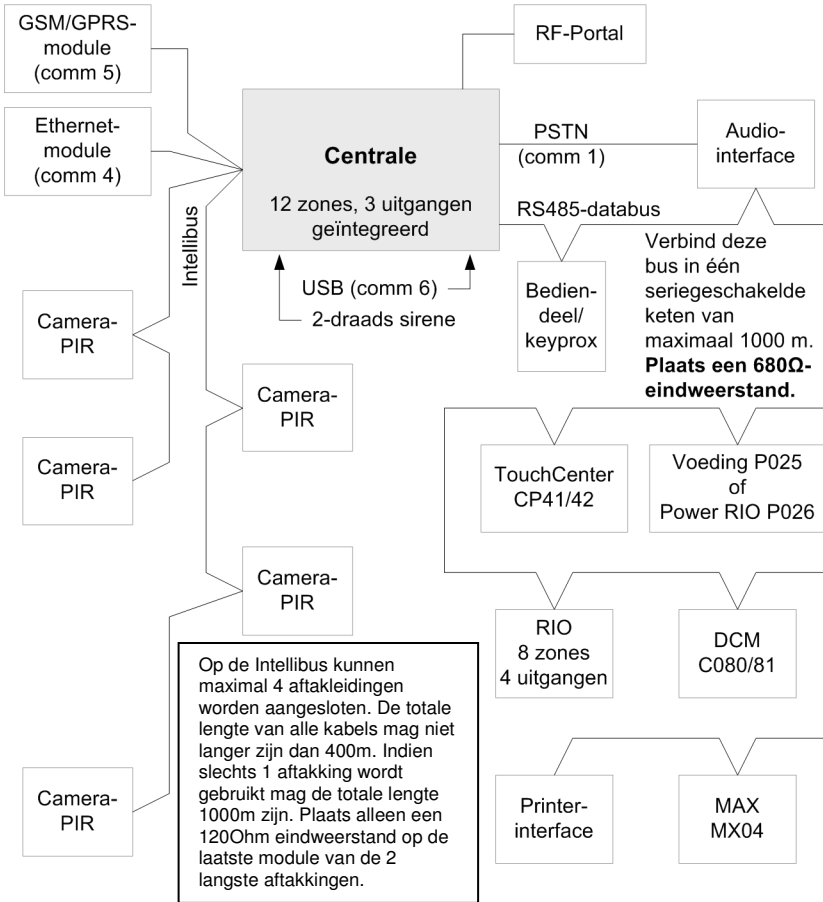 GSM/GPRS-
module
(comm 5)
RF-Portal
Ethernet-
module
(comm 4)
Centrale
12 zones, 3 uitgangen
geïntegreerd
PSTN
(comm 1)
Audio-
interface
Intellibus
RS485-databus
USB (comm 6)
2-draads sirene
Bedien-
deel/
keyprox
Verbind deze
bus in één
seriegeschakelde
keten van
maximaal 1000 m.
Plaats een 680Ω-
eindweerstand.
Camera-
PIR
Camera-
PIR
Camera-
PIR
TouchCenter
CP41/42
Voeding P025
of
Power RIO P026
Camera-
PIR
RIO
8 zones
4 uitgangen
DCM
C080/81
Op de Intellibus kunnen
maximal 4 aftakleidingen
worden aangesloten. De totale
lengte van alle kabels mag niet
langer zijn dan 400m. Indien
slechts 1 aftakking wordt
gebruikt mag de totale lengte
1000m zijn. Plaats alleen een
120Ohm eindweerstand op de
laatste module van de 2
langste aftakkingen.
Camera-
PIR
Printer-
interface
MAX
MX04